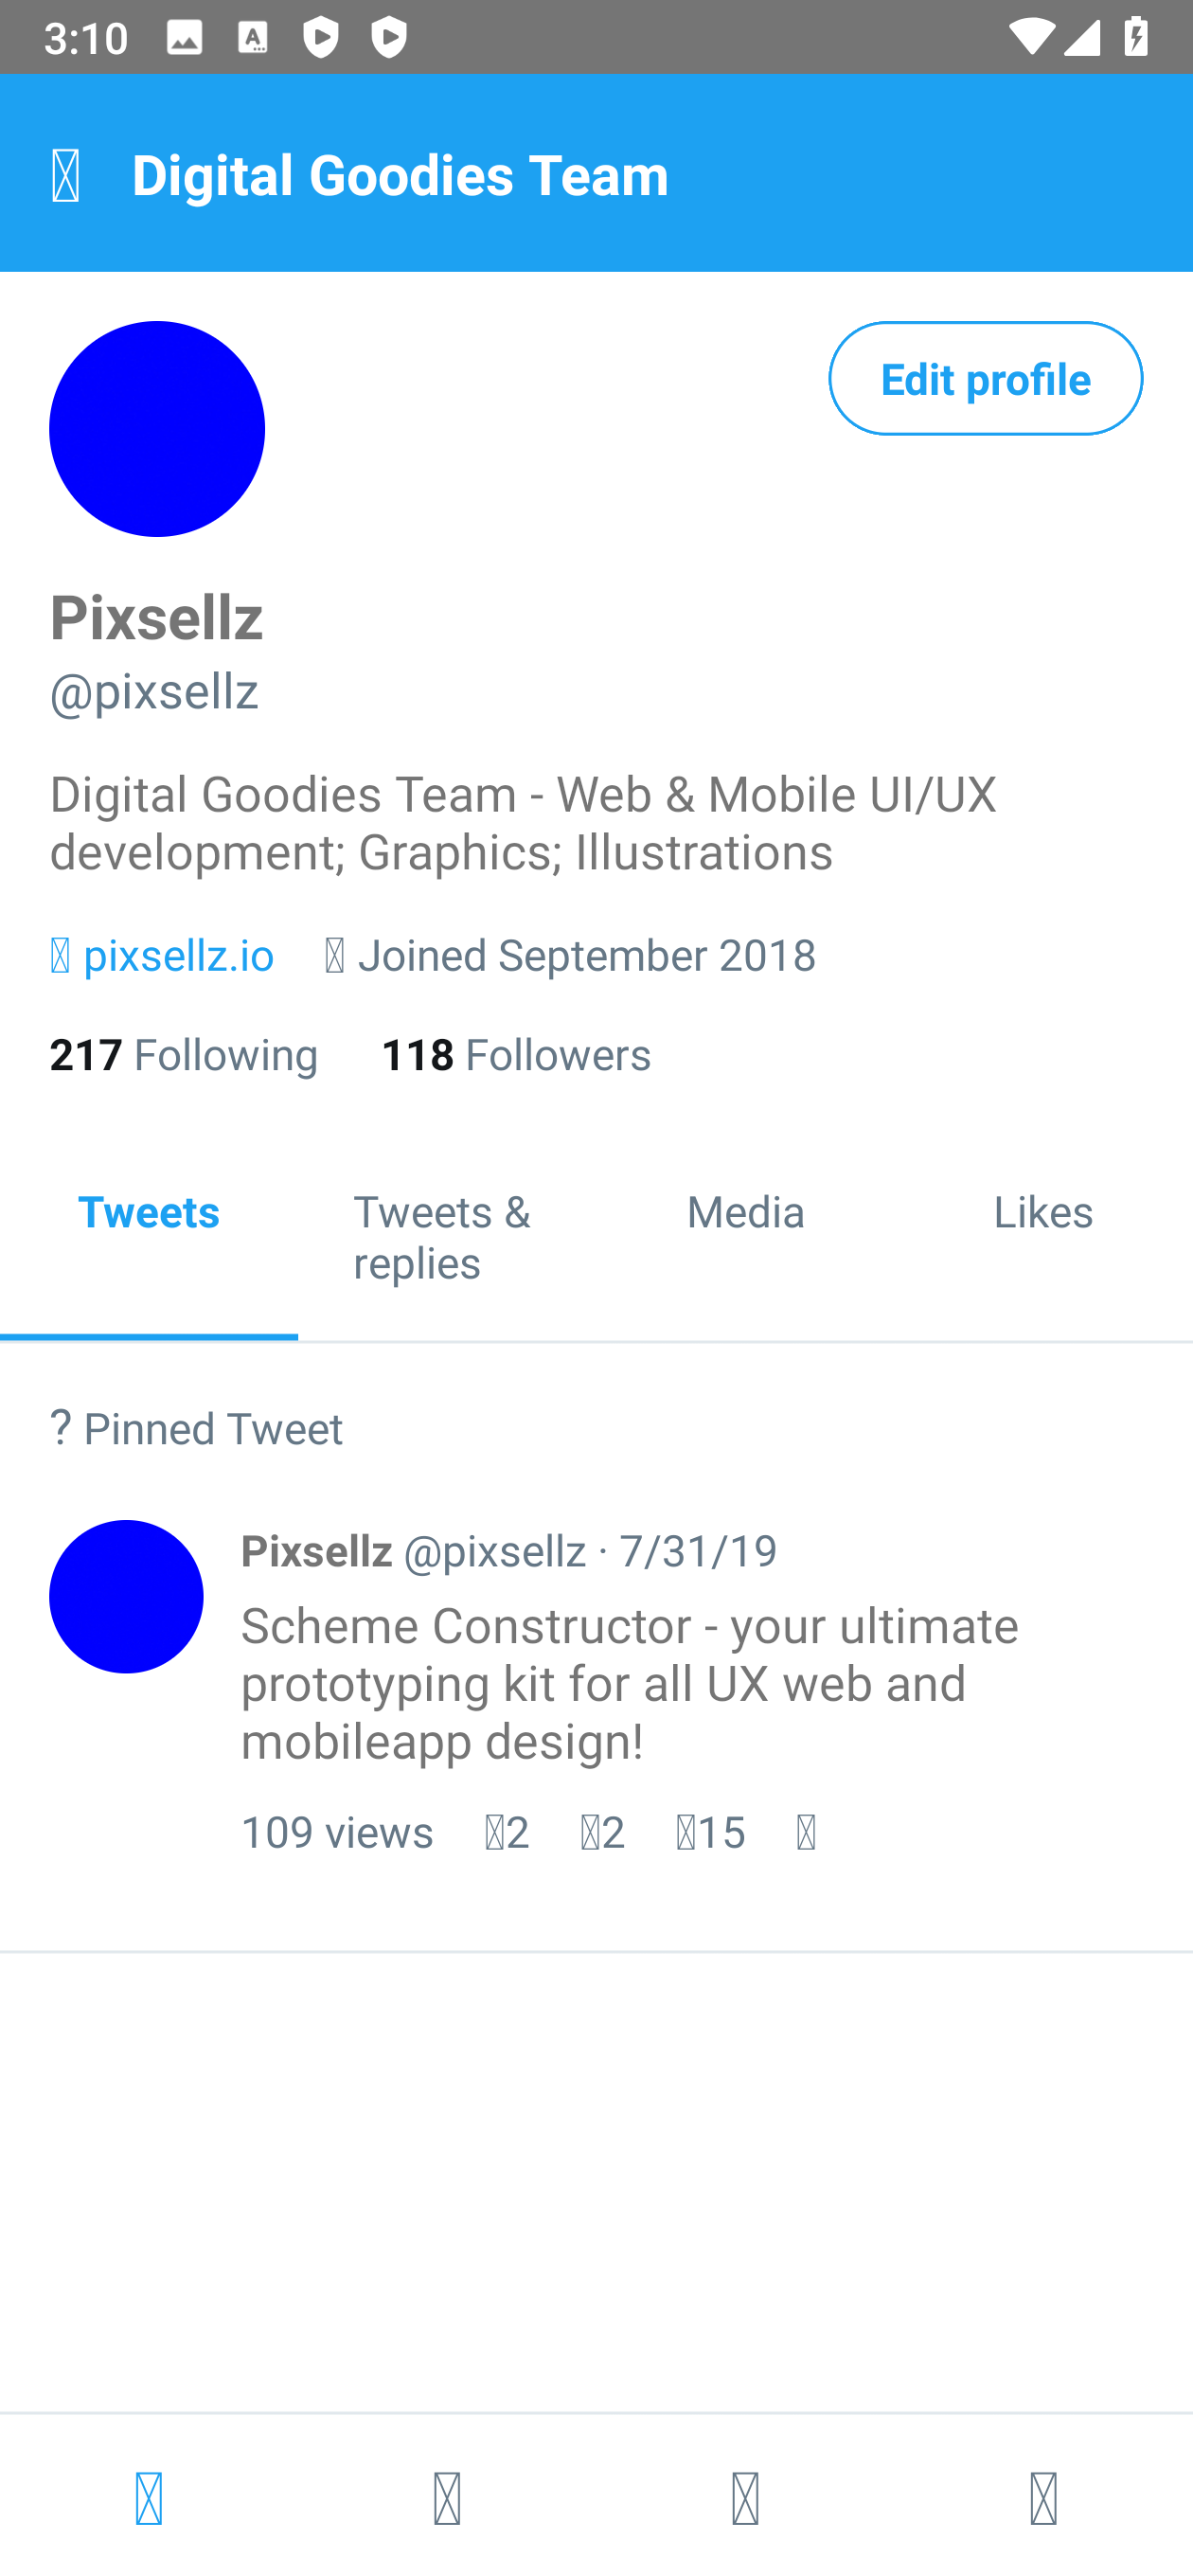 3:10
Digital Goodies Team
Edit profile
Pixsellz
@pixsellz
Digital Goodies Team - Web & Mobile UI/UX
development; Graphics; Illustrations
pixsellz.io Joined September 2018
217 Following 118 Followers
Tweets Tweets & Media Likes
replies
? Pinned Tweet
Pixsellz @pixsellz · 7/31/19
Scheme Constructor - your ultimate
prototyping kit for all UX web and
mobileapp design!
109 views 2 2 15